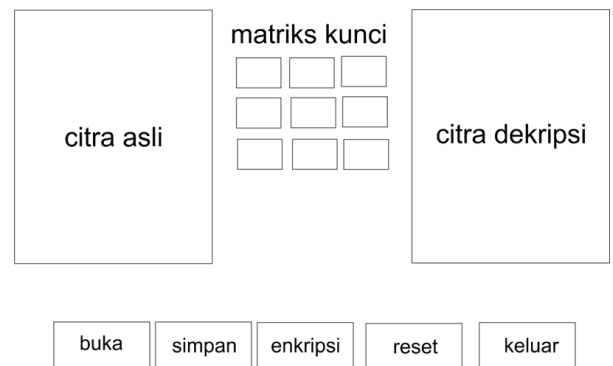 matriks kunci
citra asli
citra dekripsi
buka
simpan
enkripsi
reset
keluar